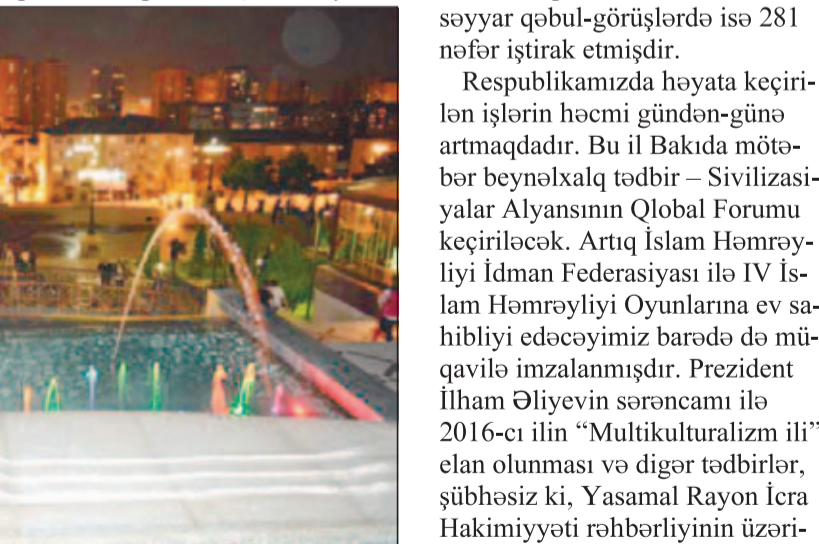 səyyar qəbul-görüşlərdə isə 281
nəfər iştirak etmişdir.
Respublikamızda həyata keçiri-
lən işlərin həcmi gündən-günə
artmaqdadır. Bu il Bakıda mötə-
bər beynəlxalq tədbir – Sivilizasi-
yalar Alyansının Qlobal Forumu
keçiriləcək. Artıq İslam Həmrəy-
liyi İdman Federasiyası ilə IV İs-
lam Həmrəyliyi Oyunlarına ev sa-
hibliyi edəcəyimiz barədə də mü-
qavilə imzalanmışdır. Prezident
İlham Əliyevin sərəncamı ilə
2016-cı ilin “Multikulturalizm ili”
elan olunması və digər tədbirlər,
şübhəsiz ki, Yasamal Rayon İcra
Hakimiyyəti rəhbərliyinin üzəri-